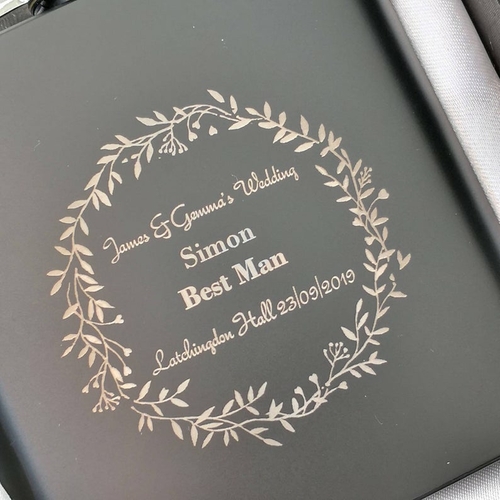 James & Gemma's Wedding
Simon
Best Man
Latchingdon Hall 23/09/2019